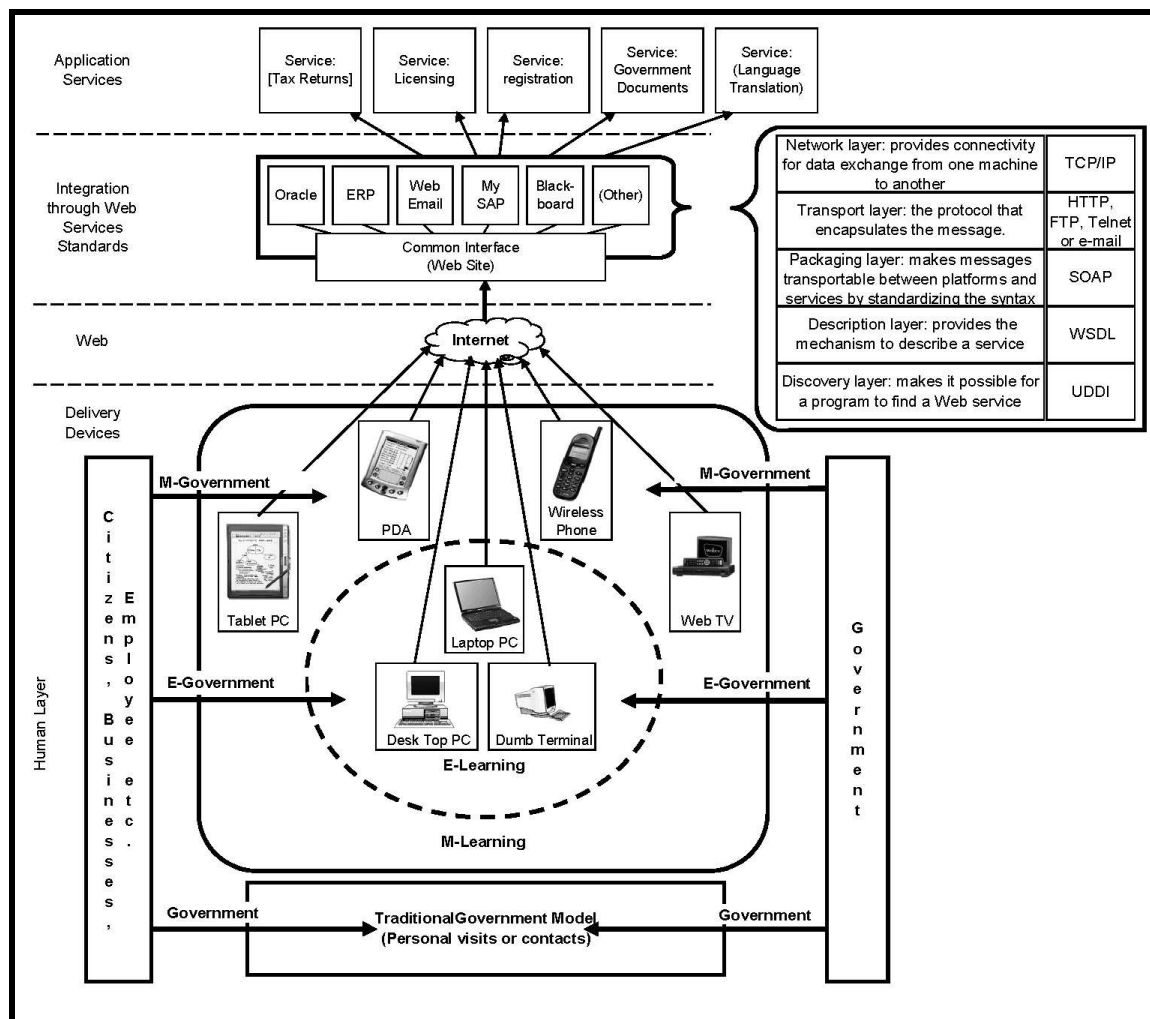 Application
Services
Service:
[Tax Returns]
Service:
Licensing
Service:
registration
Service:
Government
Documents
Service:
(Language
Translation)
Integration
through Web
Services
Standards
Oracle
ERP
Web
Email
My
SAP
Black-
board
(Other)
Common Interface
(Web Site)
Network layer: provides connectivity
for data exchange from one machine
to another
TCP/IP
Transport layer: the protocol that
encapsulates the message.
HTTP,
FTP, Telnet
or e-mail
Packaging layer: makes messages
transportable between platforms and
services by standardizing the syntax
SOAP
Description layer: provides the
mechanism to describe a service
WSDL
Discovery layer: makes it possible for
a program to find a Web service
UDDI
Web
Internet
Delivery
Devices
Human Layer
Citizens, Businesses,
Employee etc.
M-Government
M-Government
PDA
Wireless
Phone
Tablet PC
Laptop PC
Web TV
E-Government
E-Government
Desk Top PC
Dumb Terminal
E-Learning
M-Learning
Government
Government
Government
TraditionalGovernment Model
(Personal visits or contacts)